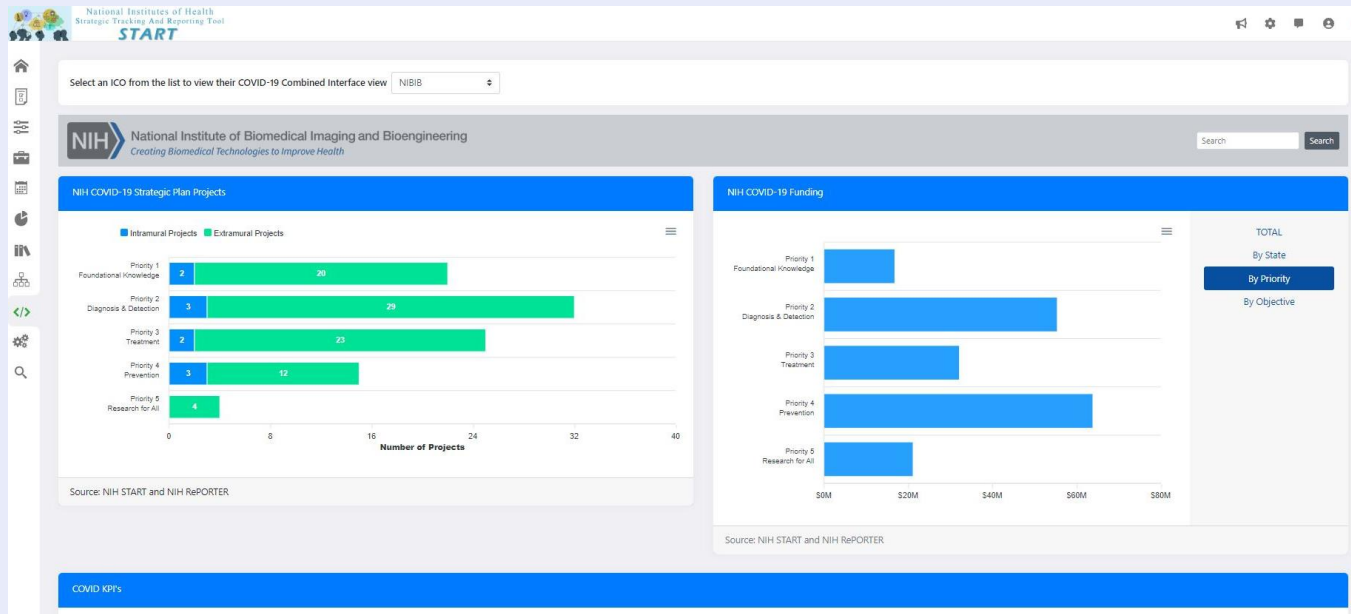 National Institutes of Health
Strategic Tracking And Reporting Tool
START
Select an ICO from the list to view their COVID-19 Combined Interface view NIBIB
NIH National Institute of Biomedical Imaging and Bioengineering
Creating Biomedical Technologies to Improve Health
Search Search
NIH COVID-19 Strategic Plan Projects
Intramural Projects Extramural Projects
Priority 1
Foundational Knowledge
2 20
Priority 2
Diagnosis & Detection
3 29
Priority 3
Treatment
2 23
Priority 4
Prevention
3 12
Priority 5
Research for All
4
0 8 16 24 32 40
Number of Projects
Source: NIH START and NIH RePORTER
NIH COVID-19 Funding
Priority 1
Foundational Knowledge
Priority 2
Diagnosis & Detection
Priority 3
Treatment
Priority 4
Prevention
Priority 5
Research for All
$0M $20M $40M $60M $80M
TOTAL
By State
By Priority
By Objective
Source: NIH START and NIH RePORTER
COVID KPI's